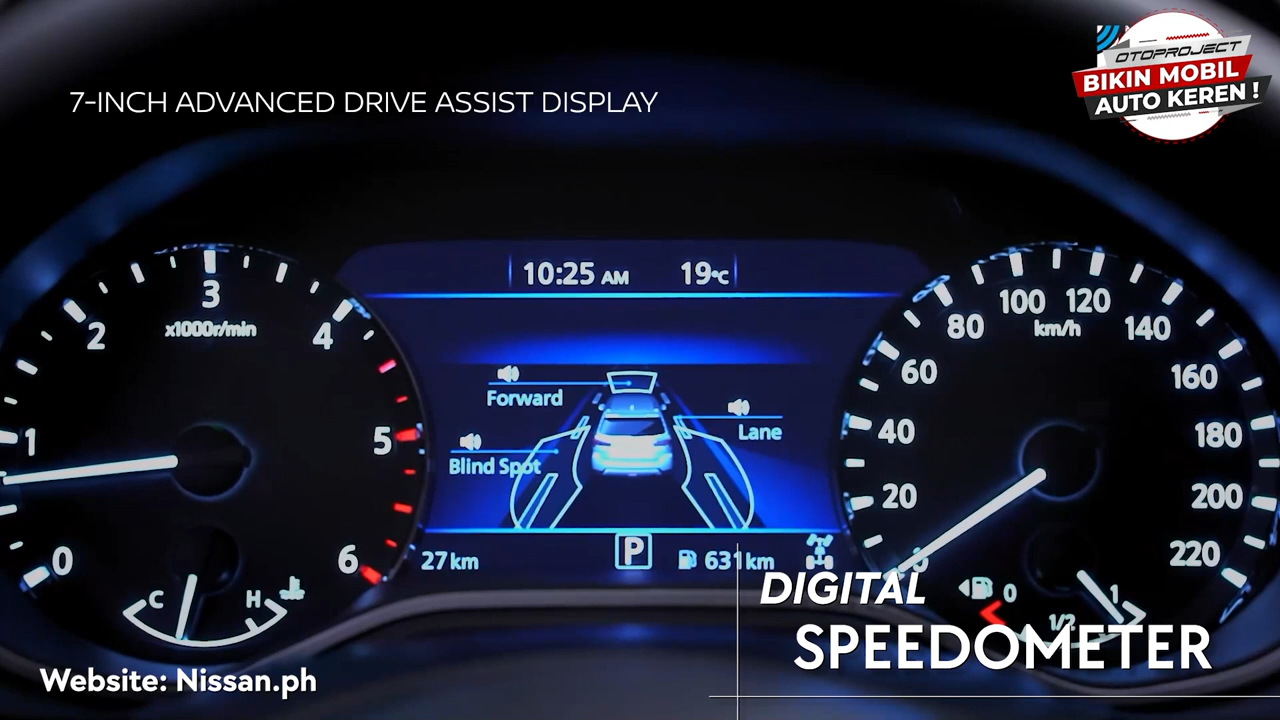 OTOPROJECT
BIKIN MOBIL
AUTO KEREN !
7-INCH ADVANCED DRIVE ASSIST DISPLAY
10:25 AM 19°C
3
2
4
x1000r/min
1
5
0
6
C H
Forward
Lane
Blind Spot
27km
P
631km
100 120
80
140
km/h
60
160
40
180
20
200
0
220
0
1/2
1
DIGITAL
SPEEDOMETER
Website: Nissan.ph